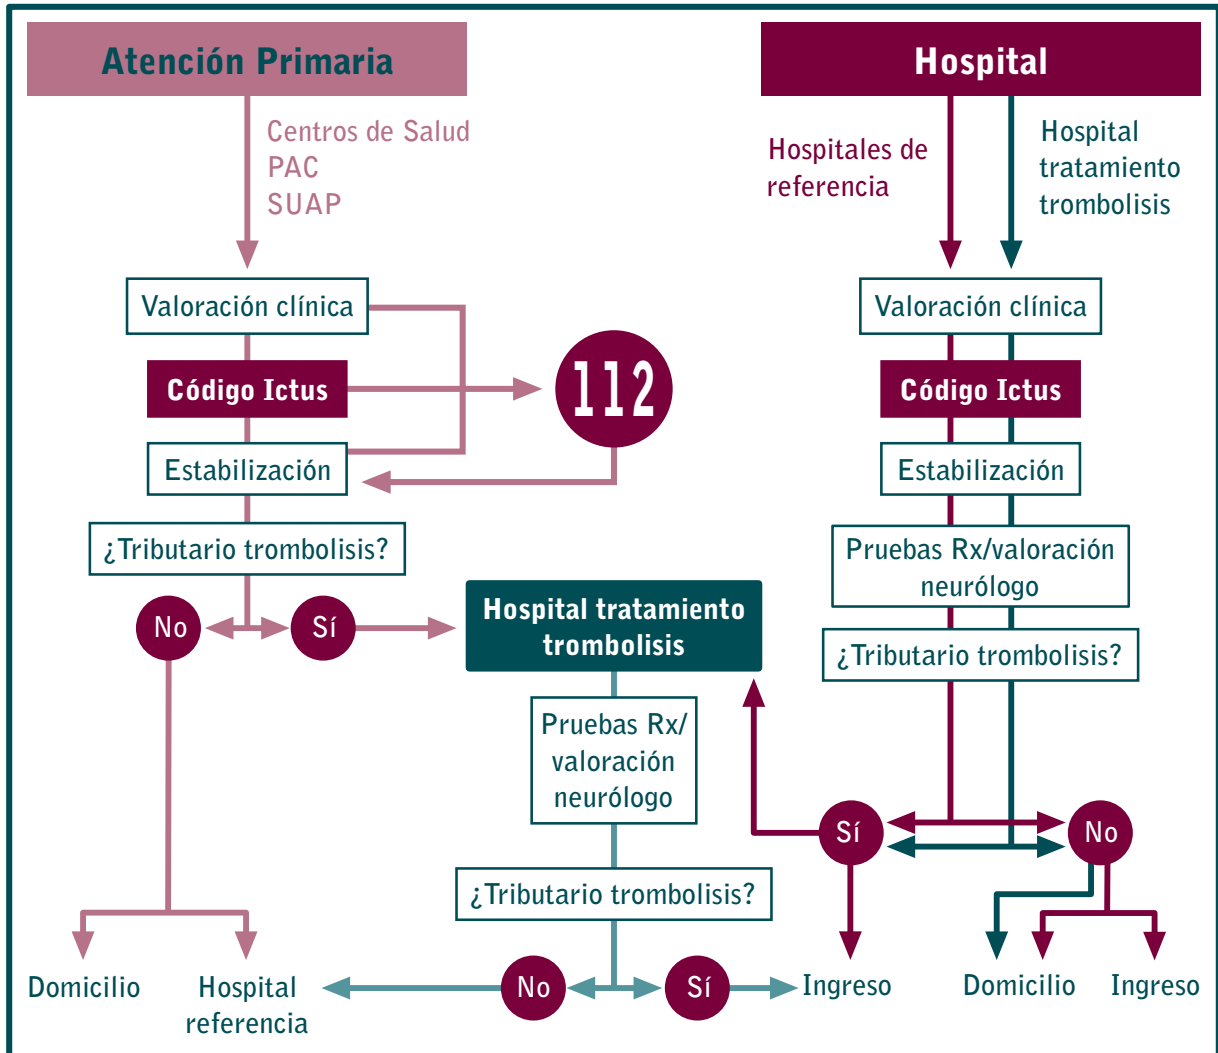 Atención Primaria
Centros de Salud
PAC
SUAP
Valoración clínica
Código Ictus
112
Estabilización
¿Tributario trombolisis?
No
Sí
Hospital tratamiento
trombolisis
Pruebas Rx/
valoración
neurólogo
¿Tributario trombolisis?
No
Sí
Domicilio
Hospital
referencia
Hospital
Hospitales de
referencia
Hospital
tratamiento
trombolisis
Valoración clínica
Código Ictus
Estabilización
Pruebas Rx/valoración
neurólogo
¿Tributario trombolisis?
Sí
No
Ingreso
Domicilio
Ingreso